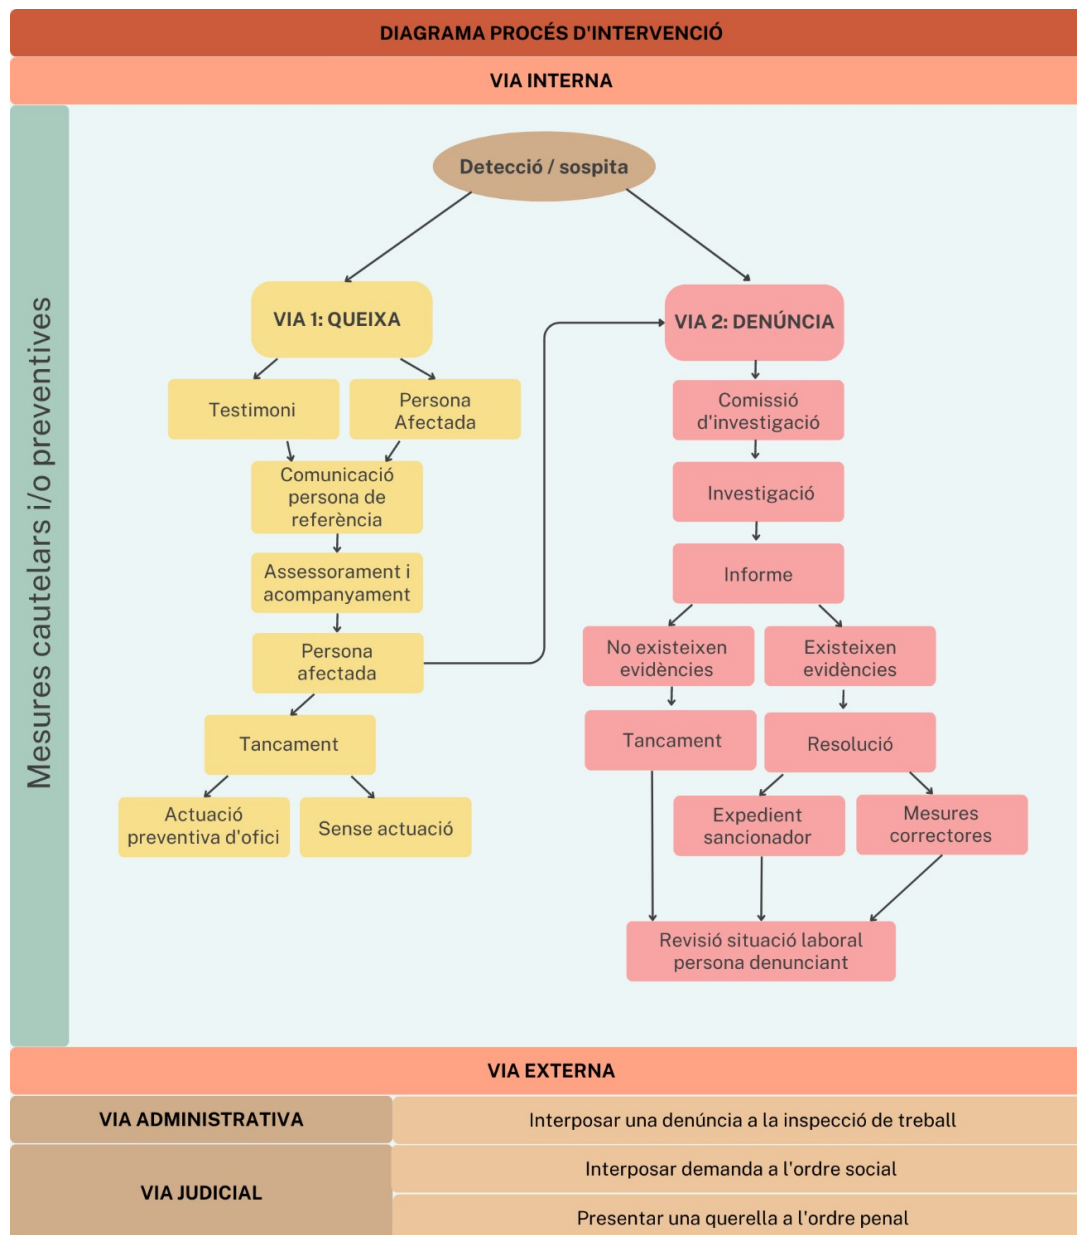 DIAGRAMA PROCÉS D'INTERVENCIÓ
VIA INTERNA
Mesures cautelars i/o preventives
Detecció / sospita
VIA 1: QUEIXA
Testimoni
Persona
Afectada
Comunicació
persona de
referència
Assessorament i
acompanyament
Persona
afectada
Tancament
Actuació
preventiva d'ofici
Sense actuació
VIA 2: DENÚNCIA
Comissió
d'investigació
Investigació
Informe
No existeixen
evidències
Existeixen
evidències
Tancament
Resolució
Expedient
sancionador
Mesures
correctores
Revisió situació laboral
persona denunciant
VIA EXTERNA
VIA ADMINISTRATIVA
Interposar una denúncia a la inspecció de treball
VIA JUDICIAL
Interposar demanda a l'ordre social
Presentar una querella a l'ordre penal